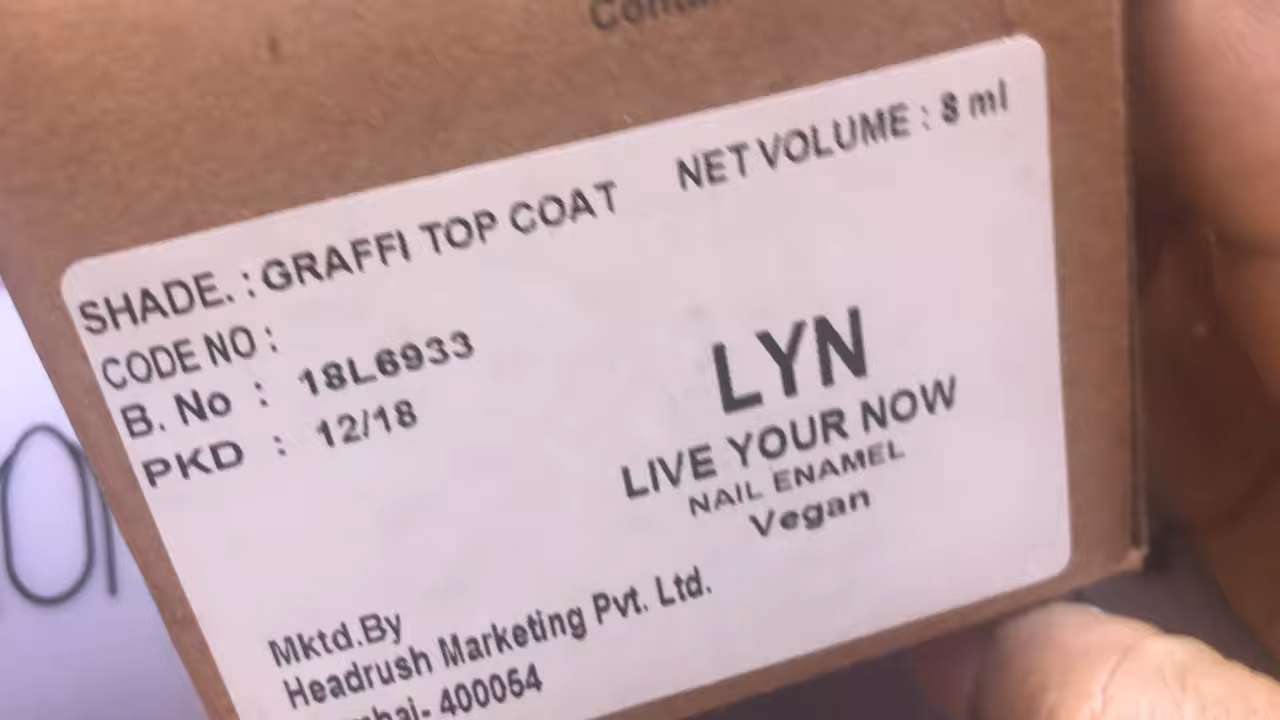 SHADE. : GRAFFI TOP COAT NET VOLUME : 8 ml
CODE NO :
B. No : 18L6933
PKD : 12/18
LYN
LIVE YOUR NOW
NAIL ENAMEL
Vegan
Mktd.By
Headrush Marketing Pvt. Ltd.
400064